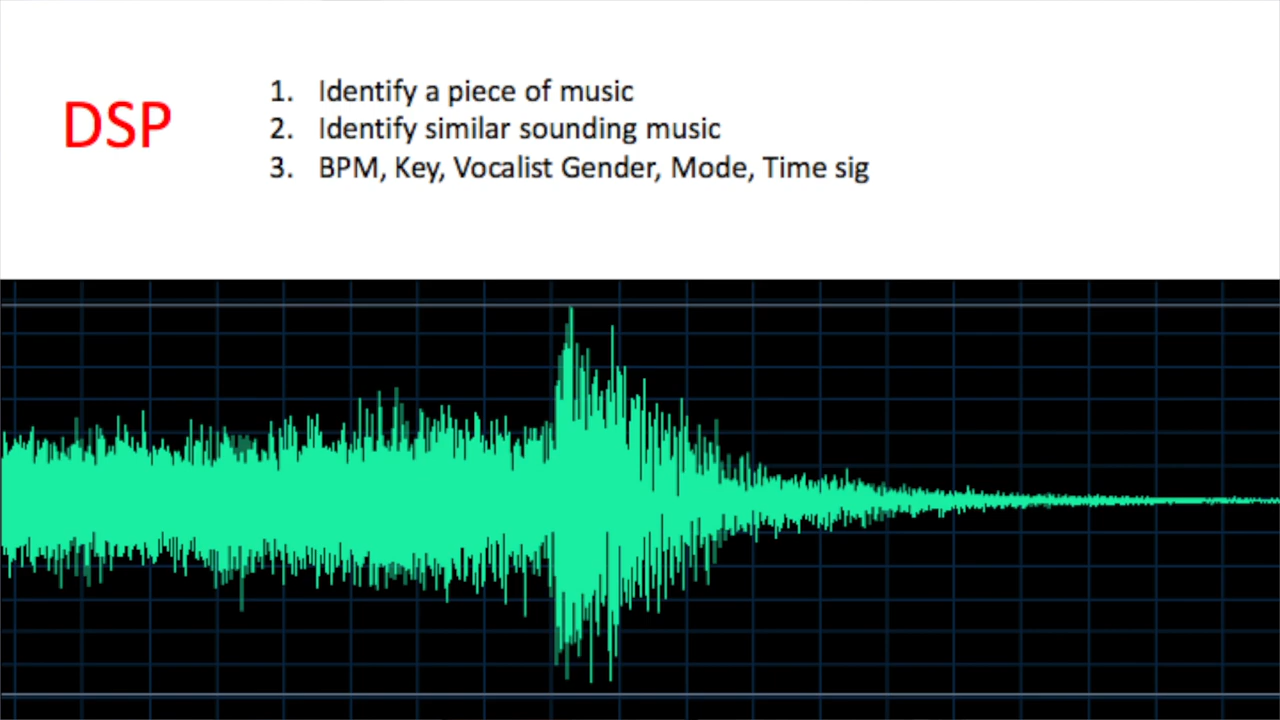 DSP
1. Identify a piece of music
2. Identify similar sounding music
3. BPM, Key, Vocalist Gender, Mode, Time sig